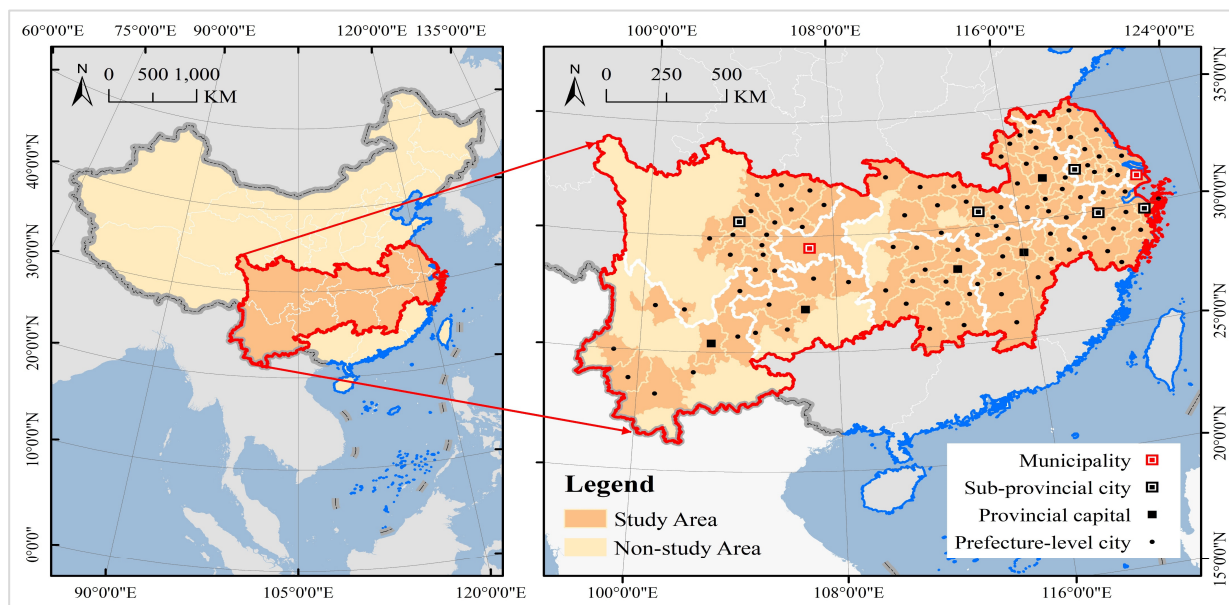 60°0'0"E 75°0'0"E 90°0'0"E 120°0'0"E 135°0'0"E
100°0'0"E 108°0'0"E 116°0'0"E 124°0'0"E
N 0 500 1,000
KM
N 0 250 500
KM
40°0'0"N
30°0'0"N
20°0'0"N
10°0'0"N
0°0'0"
35°0'0"N
30°0'0"N
25°0'0"N
20°0'0"N
15°0'0"N
Legend
Study Area
Non-study Area
Municipality
Sub-provincial city
Provincial capital
Prefecture-level city
90°0'0"E 105°0'0"E 120°0'0"E
100°0'0"E 108°0'0"E 116°0'0"E